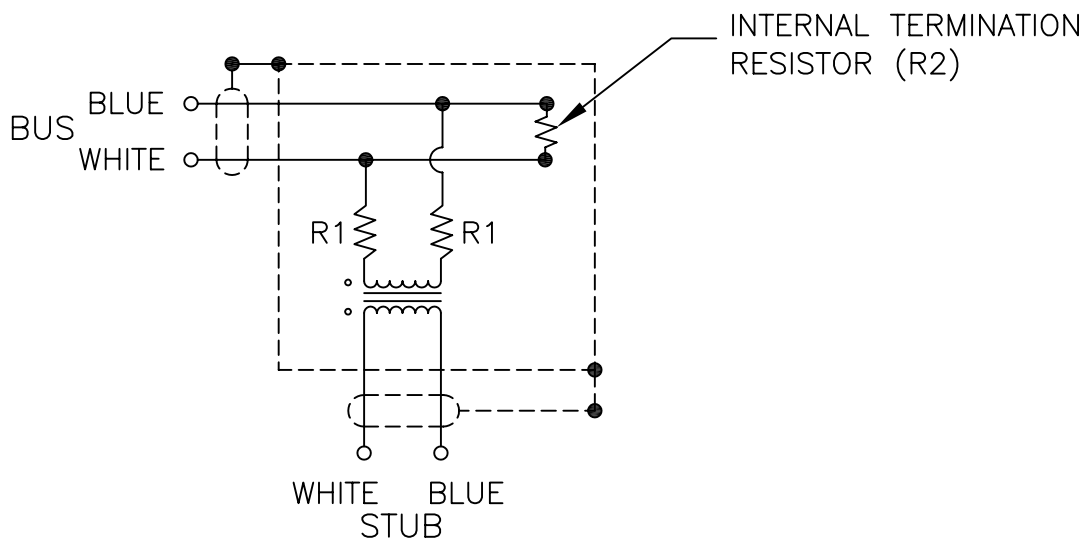 INTERNAL TERMINATION
RESISTOR (R2)
BLUE
BUS
WHITE
R1
R1
WHITE BLUE
STUB